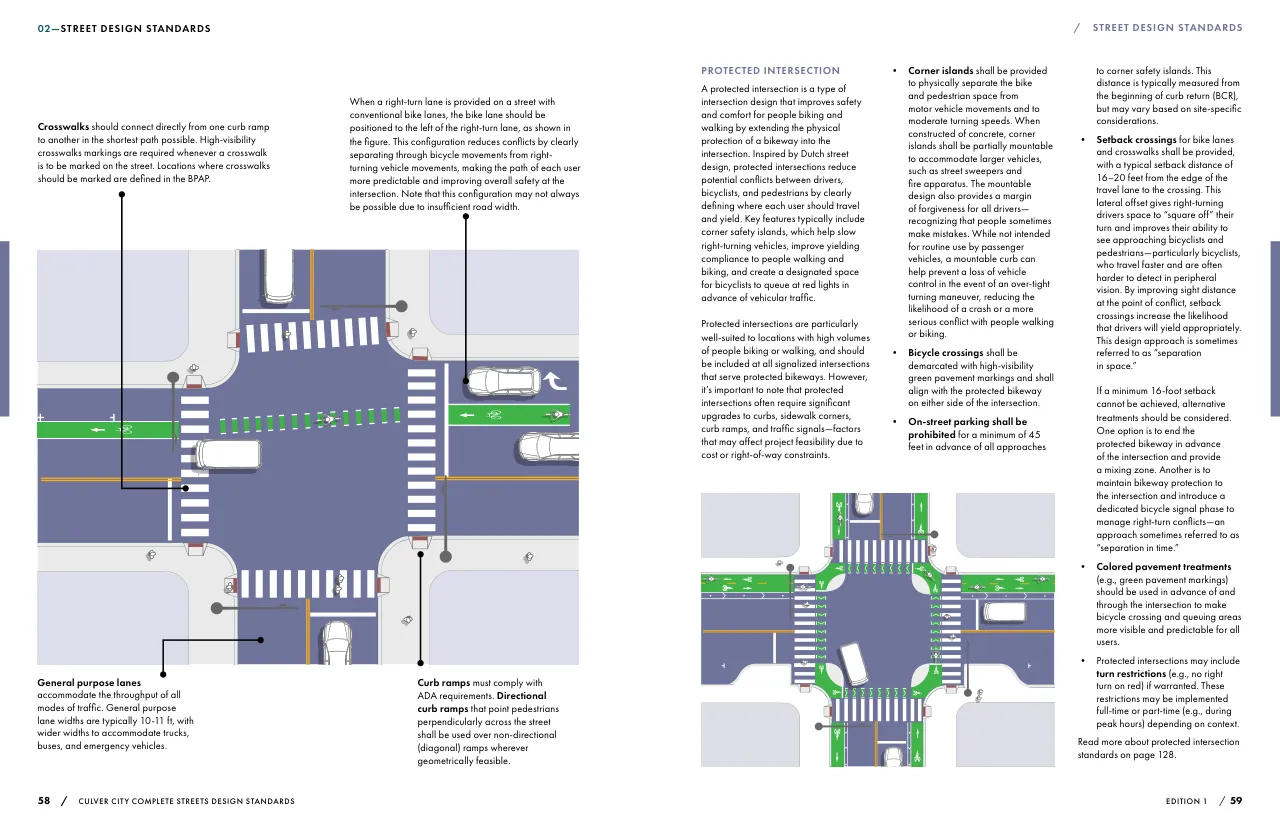 02—STREET DESIGN STANDARDS
Crosswalks should connect directly from one curb ramp
to another in the shortest path possible. High-visibility
crosswalks markings are required whenever a crosswalk
is to be marked on the street. Locations where crosswalks
should be marked are defined in the BPAP.
When a right-turn lane is provided on a street with
conventional bike lanes, the bike lane should be
positioned to the left of the right-turn lane, as shown in
the figure. This configuration reduces conflicts by clearly
separating through bicycle movements from right-
turning vehicle movements, making the path of each user
more predictable and improving overall safety at the
intersection. Note that this configuration may not always
be possible due to insufficient road width.
General purpose lanes
accommodate the throughput of all
modes of traffic. General purpose
lane widths are typically 10-11 ft, with
wider widths to accommodate trucks,
buses, and emergency vehicles.
Curb ramps must comply with
ADA requirements. Directional
curb ramps that point pedestrians
perpendicularly across the street
shall be used over non-directional
(diagonal) ramps wherever
geometrically feasible.
58 / CULVER CITY COMPLETE STREETS DESIGN STANDARDS
/ STREET DESIGN STANDARDS
PROTECTED INTERSECTION
A protected intersection is a type of
intersection design that improves safety
and comfort for people biking and
walking by extending the physical
protection of a bikeway into the
intersection. Inspired by Dutch street
design, protected intersections reduce
potential conflicts between drivers,
bicyclists, and pedestrians by clearly
defining where each user should travel
and yield. Key features typically include
corner safety islands, which help slow
right-turning vehicles, improve yielding
compliance to people walking and
biking, and create a designated space
for bicyclists to queue at red lights in
advance of vehicular traffic.
Protected intersections are particularly
well-suited to locations with high volumes
of people biking or walking, and should
be included at all signalized intersections
that serve protected bikeways. However,
it's important to note that protected
intersections often require significant
upgrades to curbs, sidewalk corners,
curb ramps, and traffic signals—factors
that may affect project feasibility due to
cost or right-of-way constraints.
• Corner islands shall be provided
to physically separate the bike
and pedestrian space from
motor vehicle movements and to
moderate turning speeds. When
constructed of concrete, corner
islands shall be partially mountable
to accommodate larger vehicles,
such as street sweepers and
fire apparatus. The mountable
design also provides a margin
of forgiveness for all drivers—
recognizing that people sometimes
make mistakes. While not intended
for routine use by passenger
vehicles, a mountable curb can
help prevent a loss of vehicle
control in the event of an over-tight
turning maneuver, reducing the
likelihood of a crash or a more
serious conflict with people walking
or biking.
• Bicycle crossings shall be
demarcated with high-visibility
green pavement markings and shall
align with the protected bikeway
on either side of the intersection.
• On-street parking shall be
prohibited for a minimum of 45
feet in advance of all approaches
to corner safety islands. This
distance is typically measured from
the beginning of curb return (BCR),
but may vary based on site-specific
considerations.
• Setback crossings for bike lanes
and crosswalks shall be provided,
with a typical setback distance of
16–20 feet from the edge of the
travel lane to the crossing. This
lateral offset gives right-turning
drivers space to “square off” their
turn and improves their ability to
see approaching bicyclists and
pedestrians—particularly bicyclists,
who travel faster and are often
harder to detect in peripheral
vision. By improving sight distance
at the point of conflict, setback
crossings increase the likelihood
that drivers will yield appropriately.
This design approach is sometimes
referred to as “separation
in space.”
If a minimum 16-foot setback
cannot be achieved, alternative
treatments should be considered.
One option is to end the
protected bikeway in advance
of the intersection and provide
a mixing zone. Another is to
maintain bikeway protection to
the intersection and introduce a
dedicated bicycle signal phase to
manage right-turn conflicts—an
approach sometimes referred to as
“separation in time.”
• Colored pavement treatments
(e.g., green pavement markings)
should be used in advance of and
through the intersection to make
bicycle crossing and queuing areas
more visible and predictable for all
users.
• Protected intersections may include
turn restrictions (e.g., no right
turn on red) if warranted. These
restrictions may be implemented
full-time or part-time (e.g., during
peak hours) depending on context.
Read more about protected intersection
standards on page 128.
EDITION 1 / 59